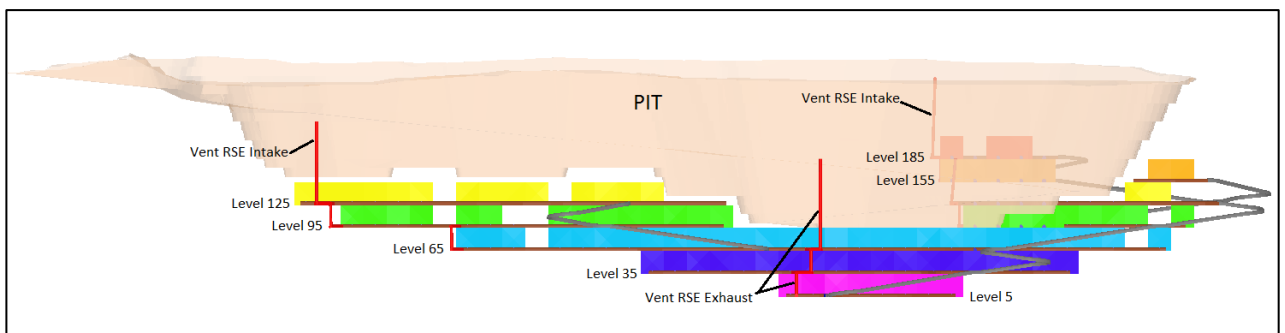 PIT
Vent RSE Intake
Vent RSE Intake
Level 185
Level 155
Level 125
Level 95
Level 65
Level 35
Vent RSE Exhaust
Level 5